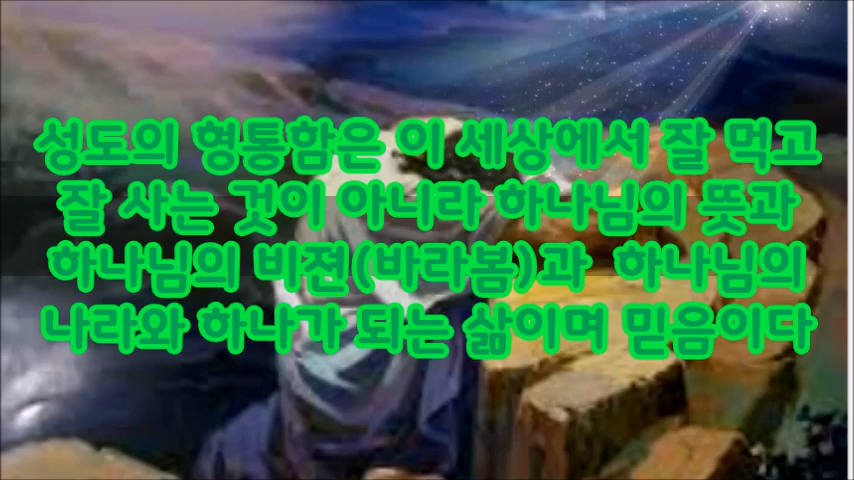 성도의 형통함은 이 세상에서 잘 먹고
잘 사는 것이 아니라 하나님의 뜻과
하나님의 비젼(바라봄)과 하나님의
나라와 하나가 되는 삶이며 믿음이다